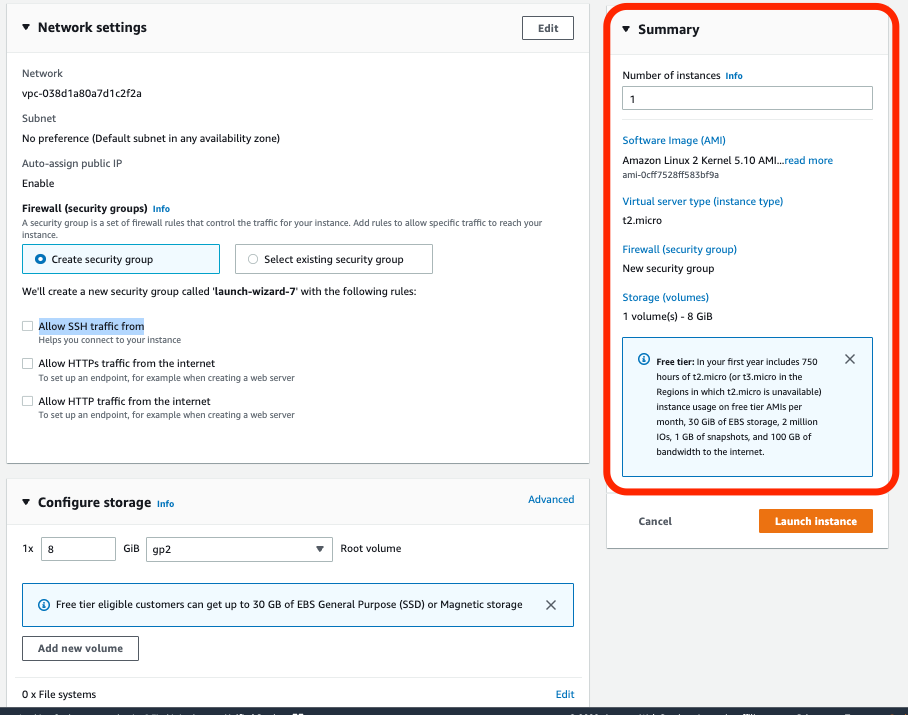 Network settings
Edit
Network
vpc-038d1a80a7d1c2f2a
Subnet
No preference (Default subnet in any availability zone)
Auto-assign public IP
Enable
Firewall (security groups) Info
A security group is a set of firewall rules that control the traffic for your instance. Add rules to allow specific traffic to reach your
instance.
Create security group
Select existing security group
We'll create a new security group called 'launch-wizard-7' with the following rules:
Allow SSH traffic from
Helps you connect to your instance
Allow HTTPs traffic from the internet
To set up an endpoint, for example when creating a web server
Allow HTTP traffic from the internet
To set up an endpoint, for example when creating a web server
Configure storage Info
Advanced
1x 8 GiB gp2 Root volume
Free tier eligible customers can get up to 30 GB of EBS General Purpose (SSD) or Magnetic storage
Add new volume
0 x File systems
Edit
Summary
Number of instances Info
1
Software Image (AMI)
Amazon Linux 2 Kernel 5.10 AMI...read more
ami-0cff7528ff583bf9a
Virtual server type (instance type)
t2.micro
Firewall (security group)
New security group
Storage (volumes)
1 volume(s) - 8 GiB
Free tier: In your first year includes 750
hours of t2.micro (or t3.micro in the
Regions in which t2.micro is unavailable)
instance usage on free tier AMIs per
month, 30 GiB of EBS storage, 2 million
IOs, 1 GB of snapshots, and 100 GB of
bandwidth to the internet.
Cancel
Launch instance